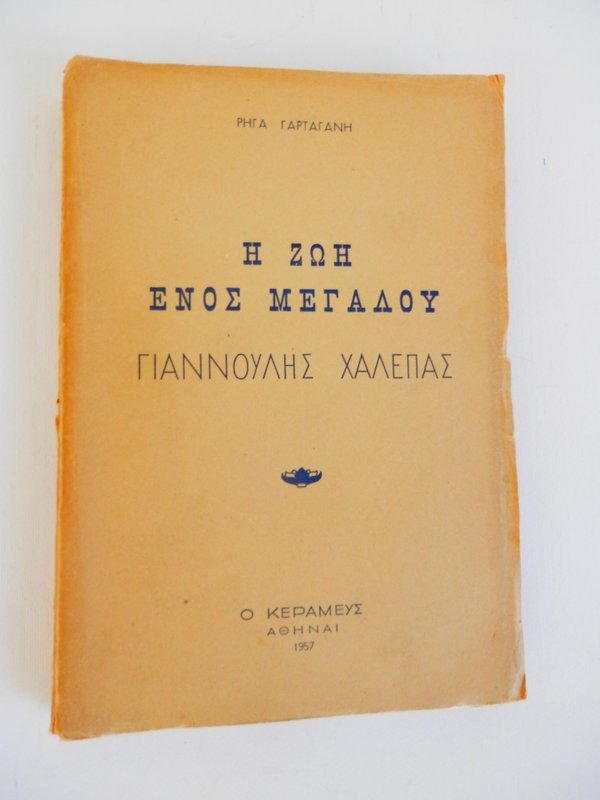 ΡΗΓΑ ΓΑΡΤΑΓΑΝΗ
Η ΖΩΗ
ΕΝΟΣ ΜΕΓΑΛΟΥ
ΓΙΑΝΝΟΥΛΗΣ ΧΑΛΕΠΑΣ
Ο ΚΕΡΑΜΕΥΣ
ΑΘΗΝΑΙ
1957